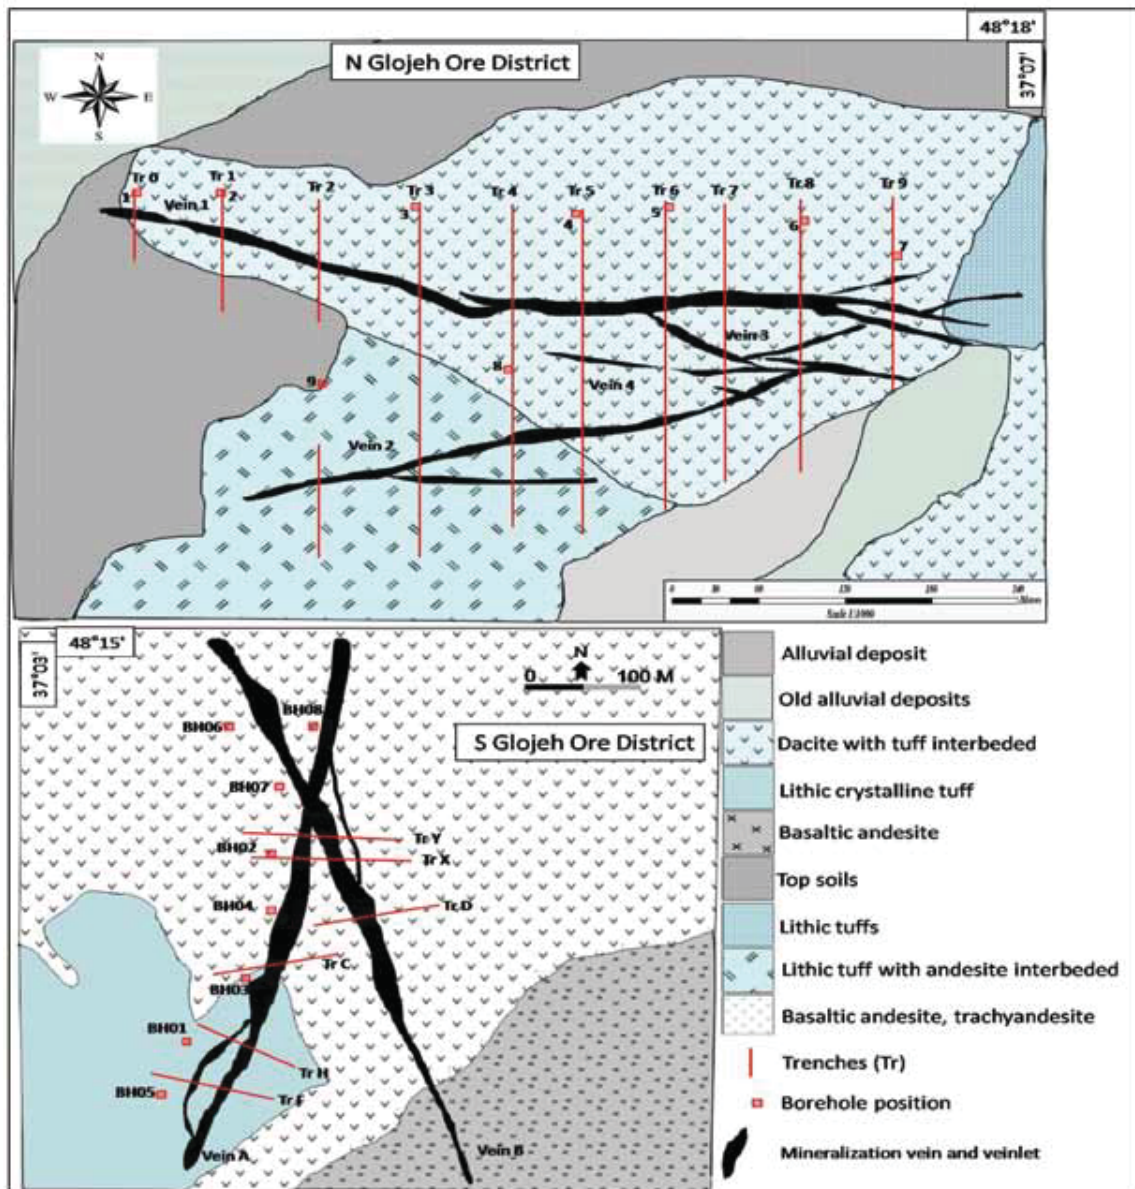 48°18'
37°07'
N Glojeh Ore District
N
W E
S
Tr 0 Tr 1 Tr 2 Tr 3 Tr 4 Tr 5 Tr 6 Tr 7 Tr 8 Tr 9
1 2 3 4 5 6 7
Vein 1
Vein 3
8 Vein 4
9
Vein 2
Scale 1:1000
48°15'
37°03'
N
0 100 M
S Glojeh Ore District
BH06 BH08
BH07
Tr Y
BH02
Tr X
BH04
Tr D
Tr C
BH03
BH01
Tr H
BH05
Tr F
Vein A
Vein B
Alluvial deposit
Old alluvial deposits
Dacite with tuff interbeded
Lithic crystalline tuff
Basaltic andesite
Top soils
Lithic tuffs
Lithic tuff with andesite interbeded
Basaltic andesite, trachyandesite
Trenches (Tr)
Borehole position
Mineralization vein and veinlet